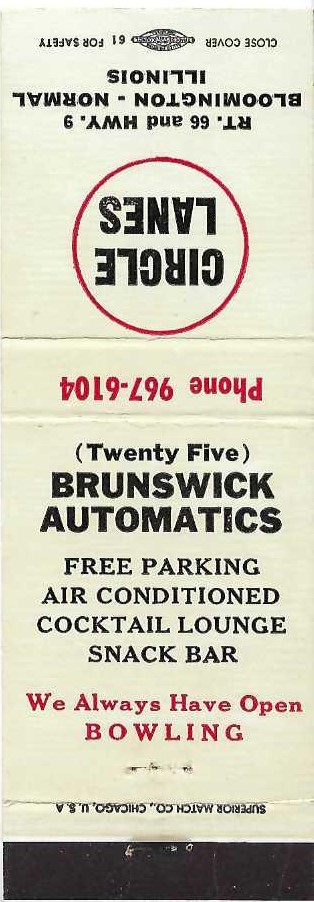 CLOSE COVER 61 FOR SAFETY
CIRCLE
LANES
RT. 66 and HWY. 9
BLOOMINGTON - NORMAL
ILLINOIS
Phone 967-6104
(Twenty Five)
BRUNSWICK
AUTOMATICS
FREE PARKING
AIR CONDITIONED
COCKTAIL LOUNGE
SNACK BAR
We Always Have Open
BOWLING
SUPERIOR MATCH CO., CHICAGO, U. S. A